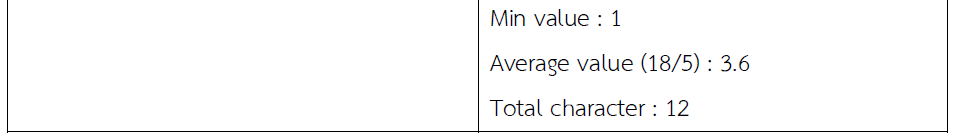 Min value : 1
Average value (18/5) : 3.6
Total character : 12